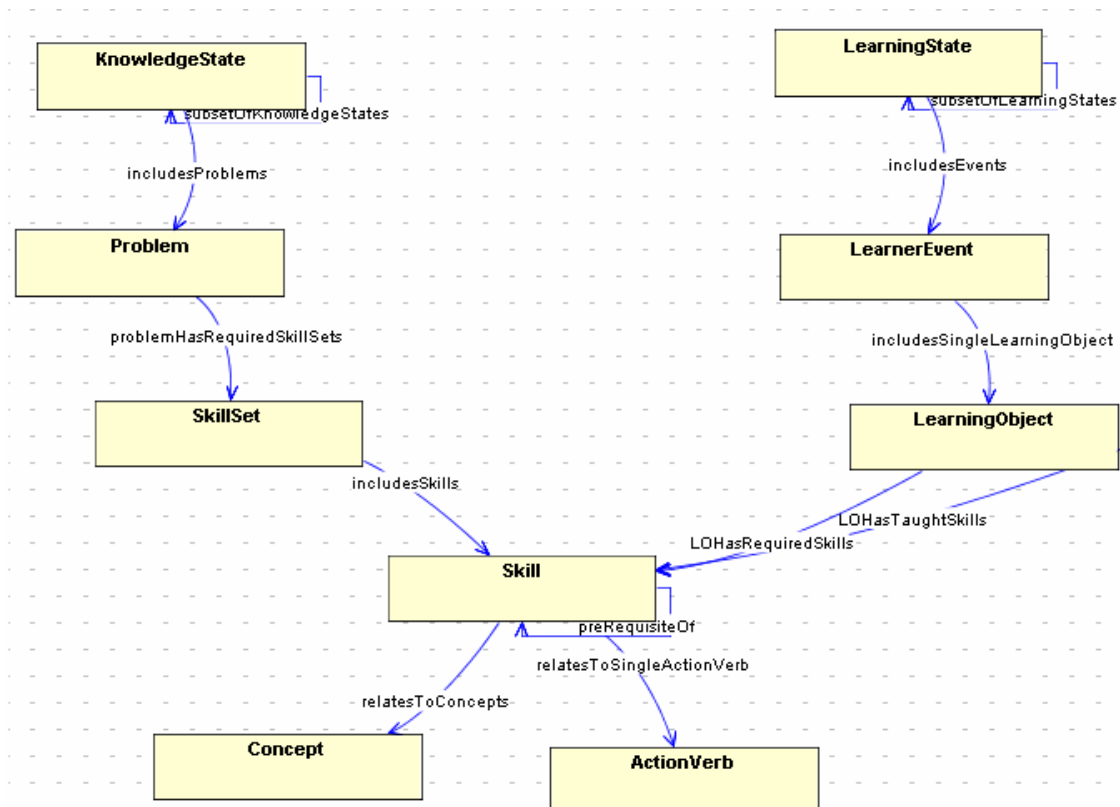 KnowledgeState
LearningState
subsetOfKnowledgeStates
subsetOfLearningStates
includesProblems
includesEvents
Problem
LearnerEvent
problemHasRequiredSkillSets
includesSingleLearningObject
SkillSet
LearningObject
includesSkills
LOHasTaughtSkills
LOHasRequiredSkills
Skill
preRequisiteOf
relatesToSingleActionVerb
relatesToConcepts
Concept
ActionVerb